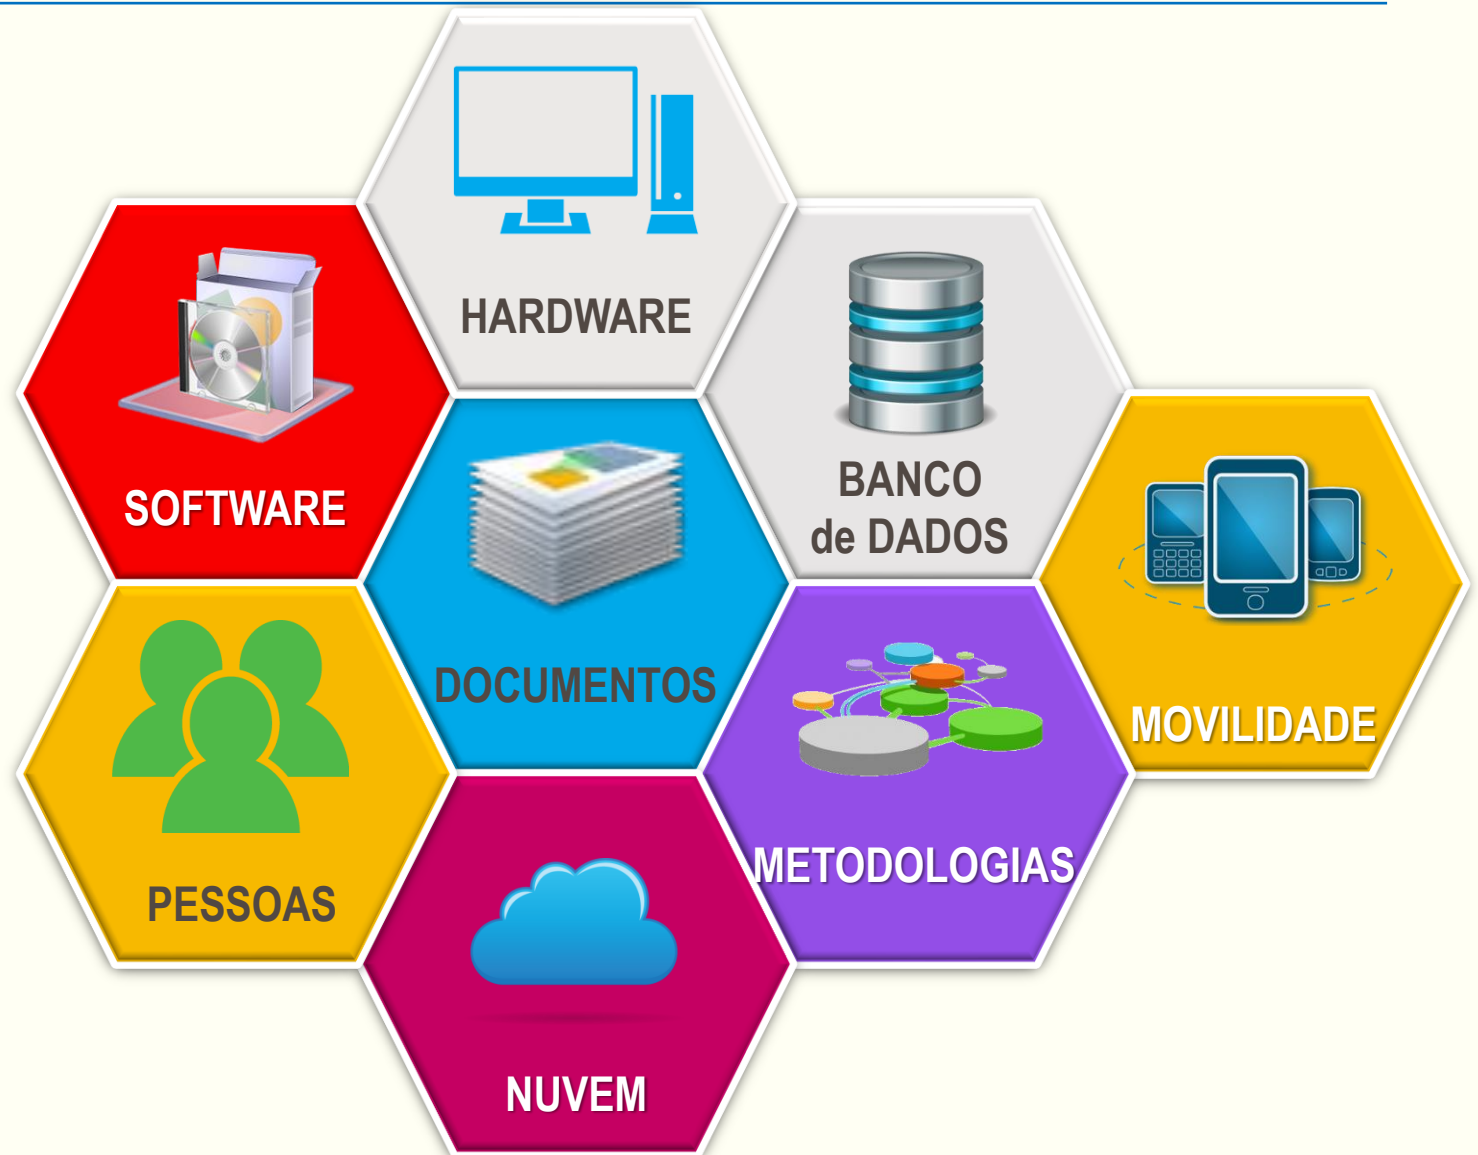 HARDWARE
SOFTWARE
BANCO
de DADOS
DOCUMENTOS
MOVILIDADE
PESSOAS
METODOLOGIAS
NUVEM